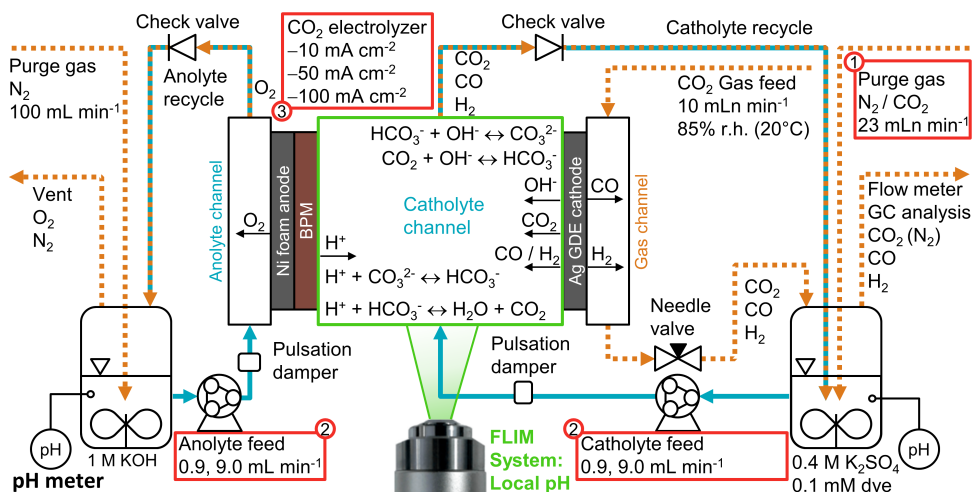 Check valve
CO₂ electrolyzer
–10 mA cm⁻²
–50 mA cm⁻²
–100 mA cm⁻²
Check valve
Catholyte recycle
Purge gas
N₂
100 mL min⁻¹
Anolyte
recycle
O₂
3
CO₂
CO
H₂
CO₂ Gas feed
10 mLn min⁻¹
85% r.h. (20°C)
1
Purge gas
N₂ / CO₂
23 mLn min⁻¹
Vent
O₂
N₂
Anolyte channel
O₂
Ni foam anode
BPM
HCO₃⁻ + OH⁻ ↔ CO₃²⁻
CO₂ + OH⁻ ↔ HCO₃⁻
OH⁻
Catholyte
channel
CO₂
CO / H₂
H⁺
H⁺ + CO₃²⁻ ↔ HCO₃⁻
H⁺ + HCO₃⁻ ↔ H₂O + CO₂
Ag GDE cathode
CO
H₂
Gas channel
Flow meter
GC analysis
CO₂ (N₂)
CO
H₂
Needle
valve
CO₂
CO
H₂
Pulsation
damper
Pulsation
damper
pH
pH meter
1 M KOH
2
Anolyte feed
0.9, 9.0 mL min⁻¹
FLIM
System:
Local pH
2
Catholyte feed
0.9, 9.0 mL min⁻¹
pH
0.4 M K₂SO₄
0.1 mM dye